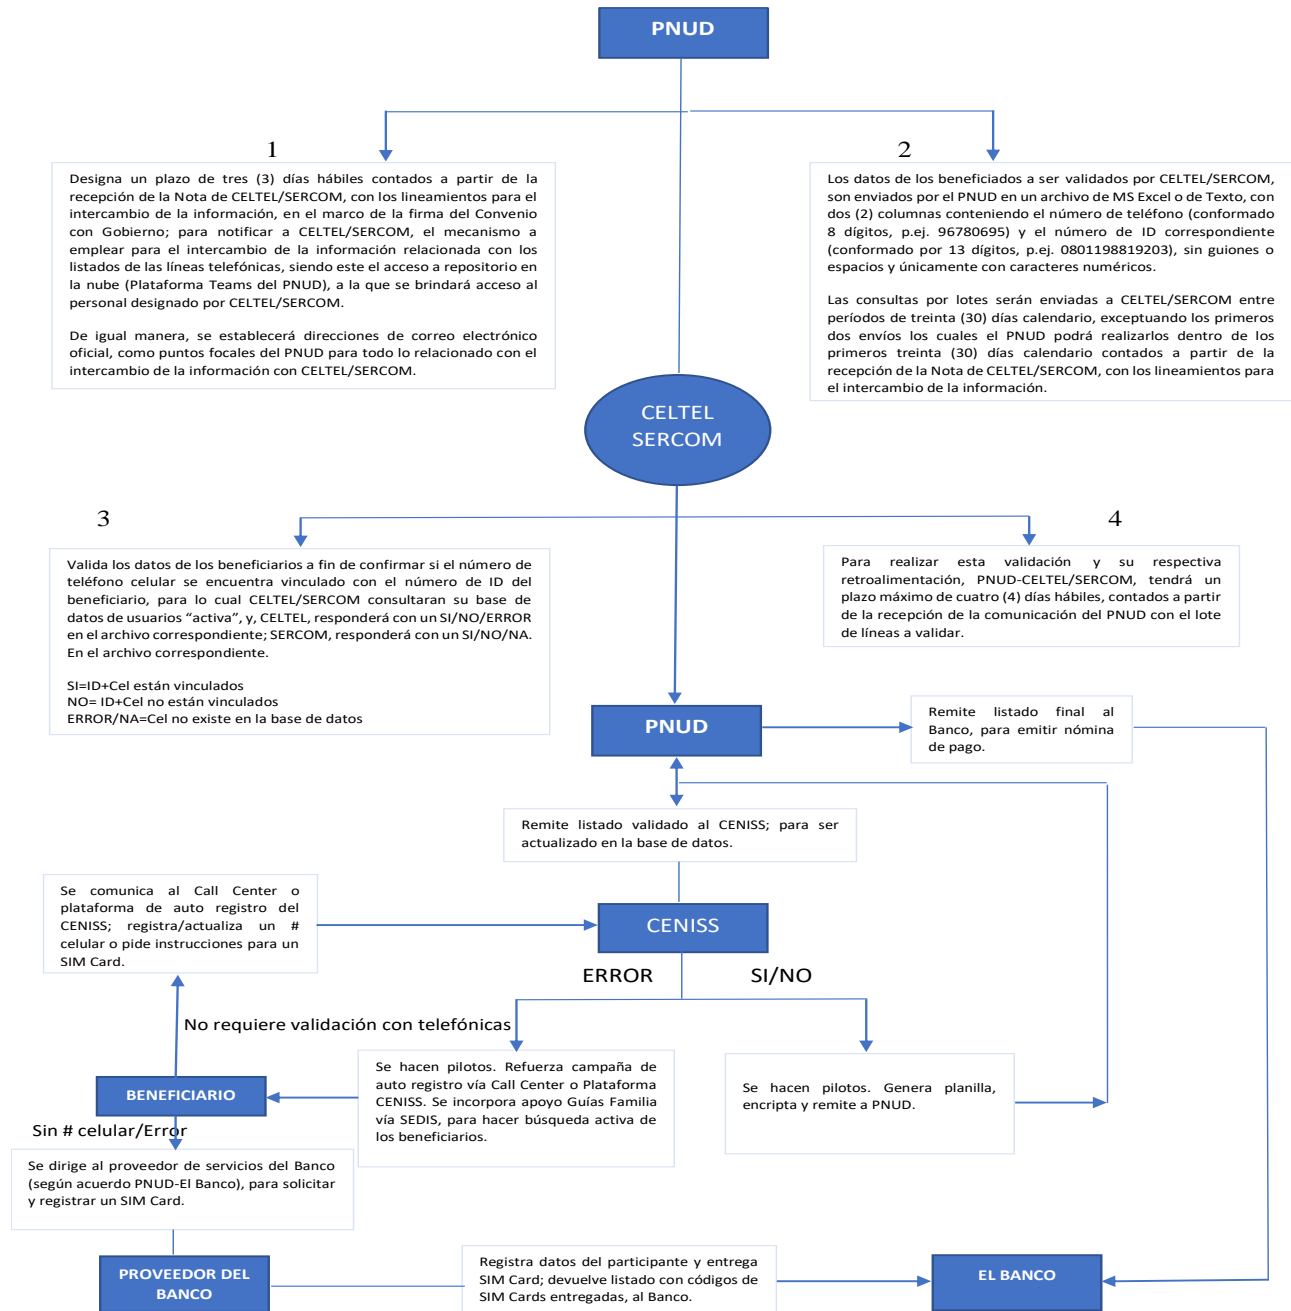 PNUD
1
Designa un plazo de tres (3) días hábiles contados a partir de la
recepción de la Nota de CELTEL/SERCOM, con los lineamientos para el
intercambio de la información, en el marco de la firma del Convenio
con Gobierno; para notificar a CELTEL/SERCOM, el mecanismo a
emplear para el intercambio de la información relacionada con los
listados de las líneas telefónicas, siendo este el acceso a repositorio en
la nube (Plataforma Teams del PNUD), a la que se brindará acceso al
personal designado por CELTEL/SERCOM.
De igual manera, se establecerá direcciones de correo electrónico
oficial, como puntos focales del PNUD para todo lo relacionado con el
intercambio de la información con CELTEL/SERCOM.
2
Los datos de los beneficiados a ser validados por CELTEL/SERCOM,
son enviados por el PNUD en un archivo de MS Excel o de Texto, con
dos (2) columnas conteniendo el número de teléfono (conformado
8 dígitos, p.ej. 96780695) y el número de ID correspondiente
(conformado por 13 dígitos, p.ej. 0801198819203), sin guiones o
espacios y únicamente con caracteres numéricos.
Las consultas por lotes serán enviadas a CELTEL/SERCOM entre
períodos de treinta (30) días calendario, exceptuando los primeros
dos envíos los cuales el PNUD podrá realizarlos dentro de los
primeros treinta (30) días calendario contados a partir de la
recepción de la Nota de CELTEL/SERCOM, con los lineamientos para
el intercambio de la información.
CELTEL
SERCOM
3
Valida los datos de los beneficiarios a fin de confirmar si el número de
teléfono celular se encuentra vinculado con el número de ID del
beneficiario, para lo cual CELTEL/SERCOM consultaran su base de
datos de usuarios “activa”, y, CELTEL, responderá con un SI/NO/ERROR
en el archivo correspondiente; SERCOM, responderá con un SI/NO/NA.
En el archivo correspondiente.
SI=ID+Cel están vinculados
NO= ID+Cel no están vinculados
ERROR/NA=Cel no existe en la base de datos
4
Para realizar esta validación y su respectiva
retroalimentación, PNUD-CELTEL/SERCOM, tendrá un
plazo máximo de cuatro (4) días hábiles, contados a partir
de la recepción de la comunicación del PNUD con el lote
de líneas a validar.
PNUD
Remite listado final al
Banco, para emitir nómina
de pago.
Remite listado validado al CENISS; para ser
actualizado en la base de datos.
Se comunica al Call Center o
plataforma de auto registro del
CENISS; registra/actualiza un #
celular o pide instrucciones para un
SIM Card.
CENISS
ERROR
SI/NO
No requiere validación con telefónicas
Se hacen pilotos. Refuerza campaña de
auto registro vía Call Center o Plataforma
CENISS. Se incorpora apoyo Guías Familia
vía SEDIS, para hacer búsqueda activa de
los beneficiarios.
Se hacen pilotos. Genera planilla,
encripta y remite a PNUD.
BENEFICIARIO
Sin # celular/Error
Se dirige al proveedor de servicios del Banco
(según acuerdo PNUD-El Banco), para solicitar
y registrar un SIM Card.
PROVEEDOR DEL
BANCO
Registra datos del participante y entrega
SIM Card; devuelve listado con códigos de
SIM Cards entregadas, al Banco.
EL BANCO